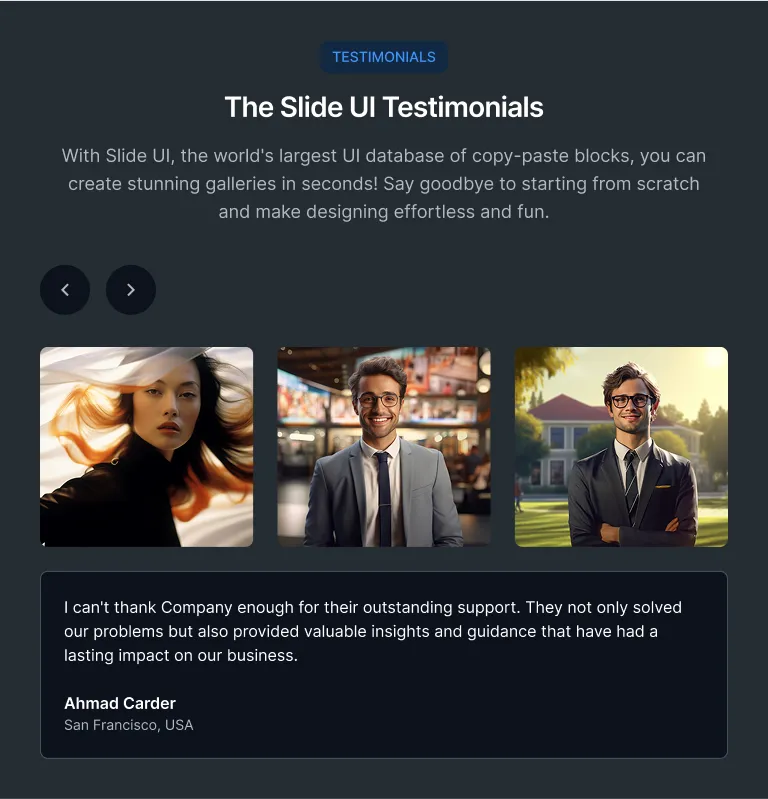 TESTIMONIALS
The Slide UI Testimonials
With Slide UI, the world's largest UI database of copy-paste blocks, you can
create stunning galleries in seconds! Say goodbye to starting from scratch
and make designing effortless and fun.
I can't thank Company enough for their outstanding support. They not only solved
our problems but also provided valuable insights and guidance that have had a
lasting impact on our business.
Ahmad Carder
San Francisco, USA